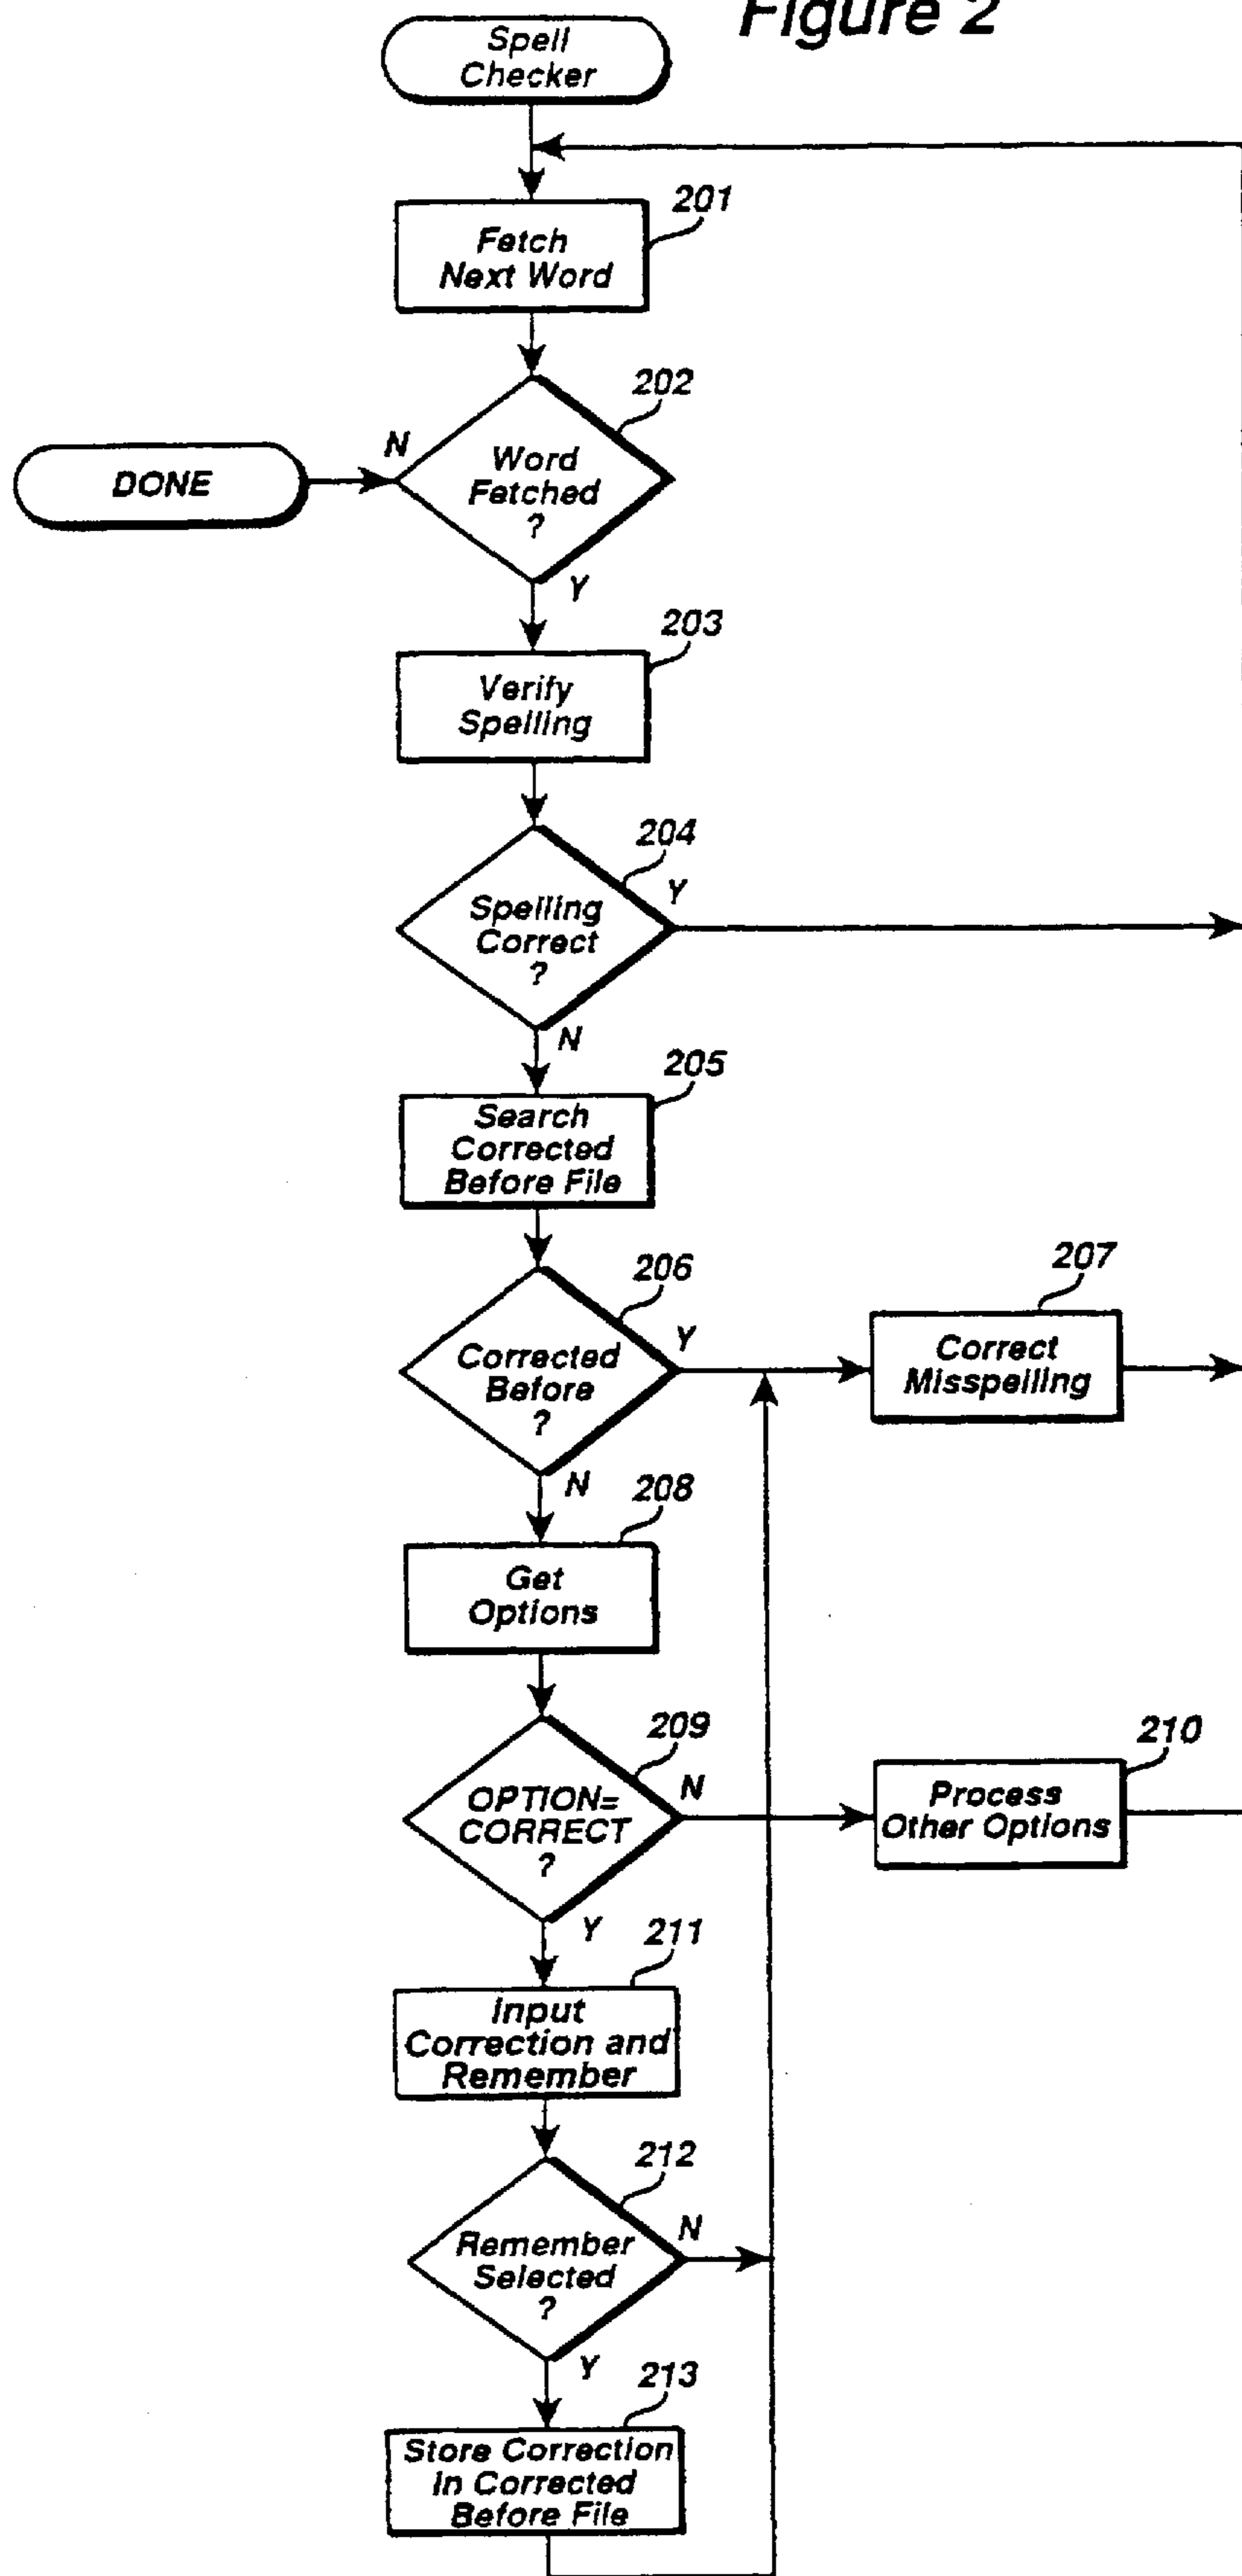 Figure 2
Spell
Checker
201
Fetch
Next Word
202
N
Word
Fetched
?
DONE
Y
203
Verify
Spelling
204
Y
Spelling
Correct
?
N
205
Search
Corrected
Before File
206
Y
207
Corrected
Before
?
Correct
Misspelling
N
208
Get
Options
209
N
210
OPTION=
CORRECT
?
Process
Other Options
Y
211
Input
Correction and
Remember
212
N
Remember
Selected
?
Y
213
Store Correction
in Corrected
Before File